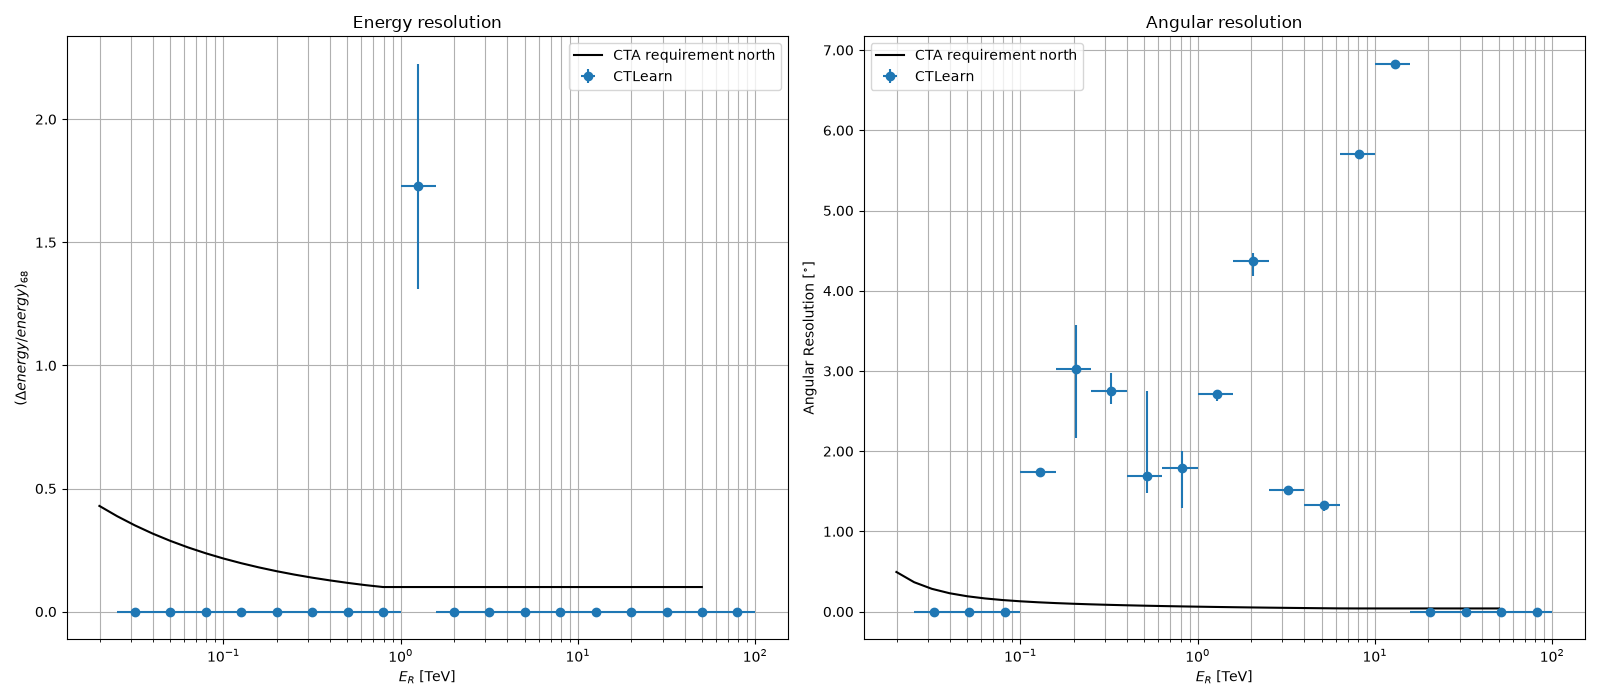 Energy resolution
CTA requirement north
CTLearn
2.0
1.5
1.0
0.5
0.0
(Δenergy/energy)₆₈
10⁻¹
10⁰
10¹
10²
E_R [TeV]
Angular resolution
CTA requirement north
CTLearn
7.00
6.00
5.00
4.00
3.00
2.00
1.00
0.00
Angular Resolution [°]
10⁻¹
10⁰
10¹
10²
E_R [TeV]